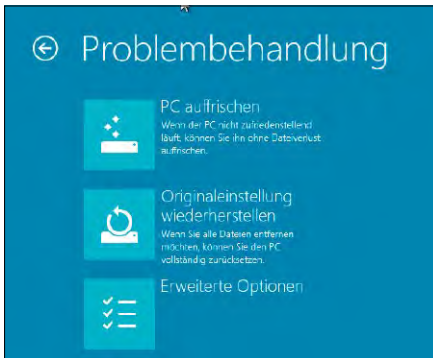 Problembehandlung
PC auffrischen
Wenn der PC nicht zufriedenstellend
läuft, können Sie ihn ohne Dateiverlust
auffrischen.
Originaleinstellung
wiederherstellen
Wenn Sie alle Dateien entfernen
möchten, können Sie den PC
vollständig zurücksetzen.
Erweiterte Optionen